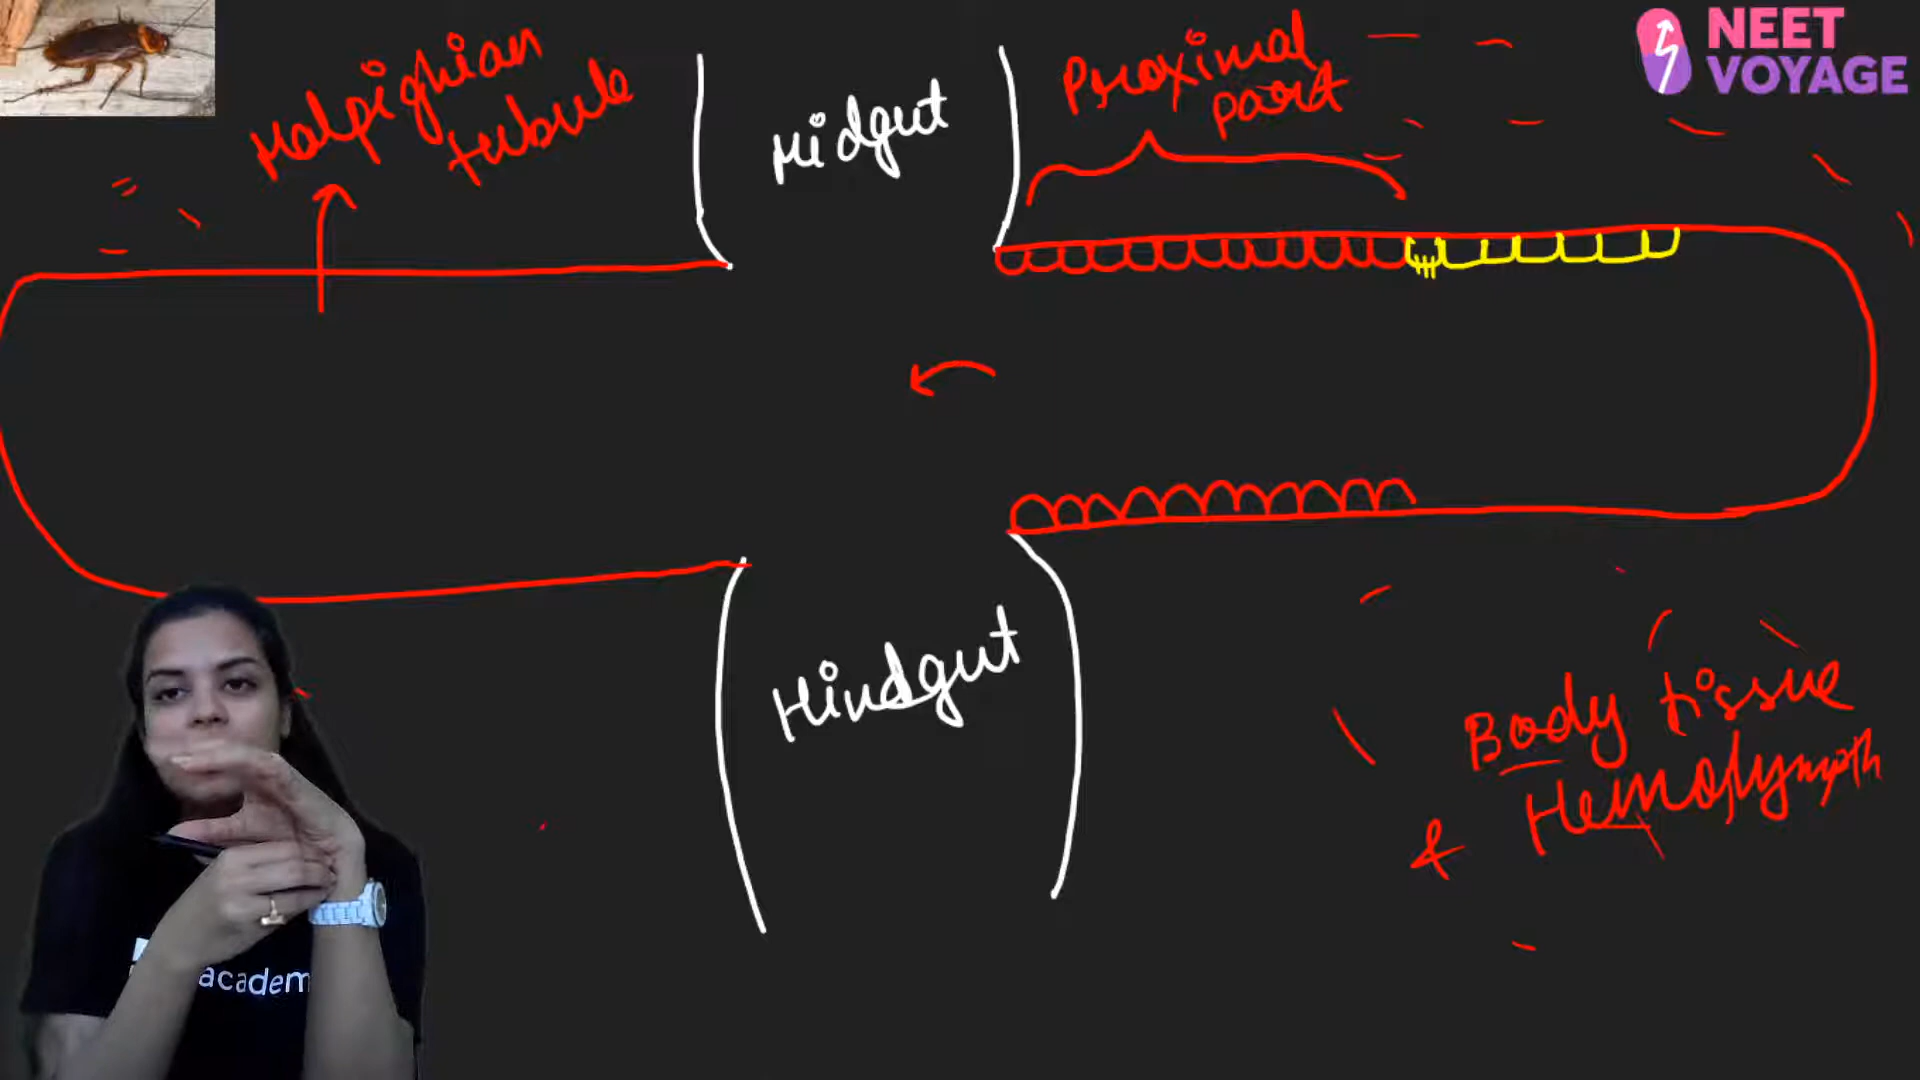 Malpighian
tubule
Midgut
Proximal
part
NEET
VOYAGE
Hindgut
Body tissue
& Hemolymph
academ